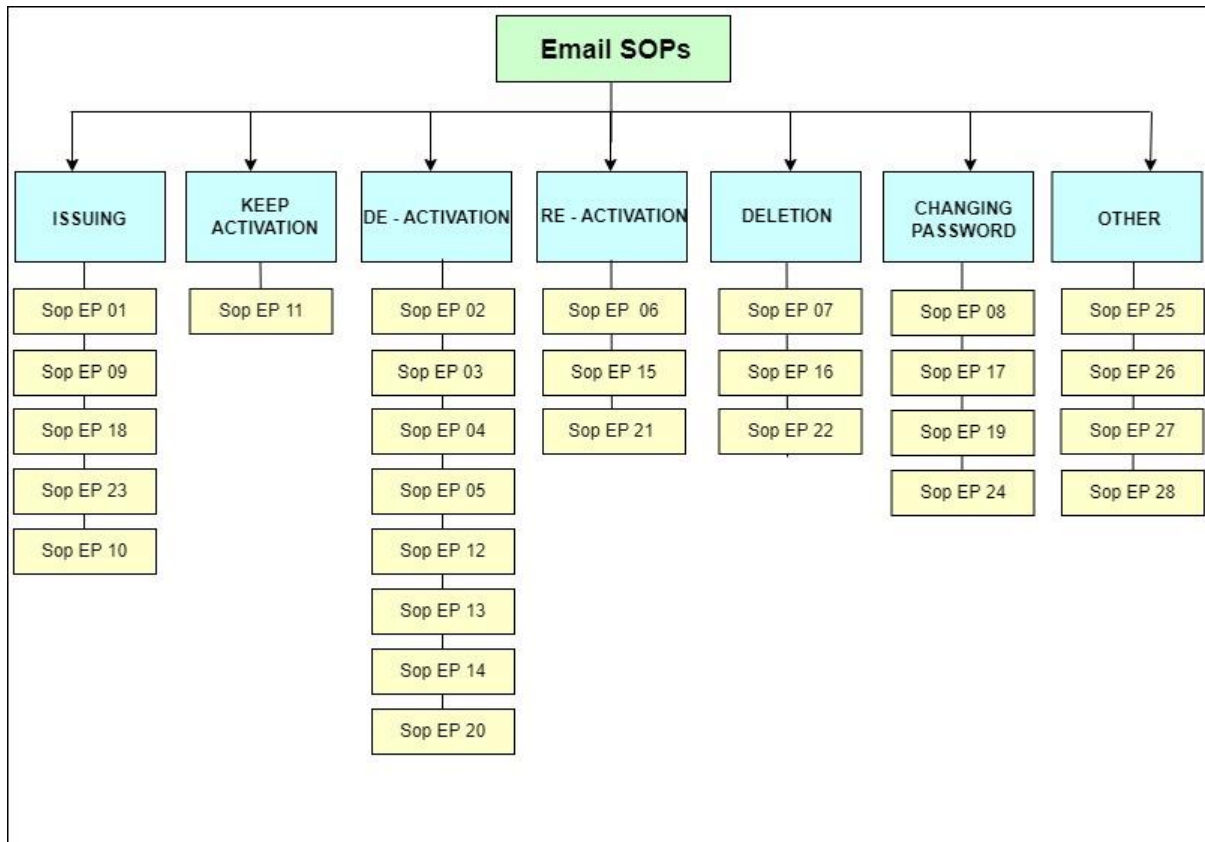 Email SOPs
ISSUING
KEEP
ACTIVATION
DE - ACTIVATION
RE - ACTIVATION
DELETION
CHANGING
PASSWORD
OTHER
Sop EP 01
Sop EP 09
Sop EP 18
Sop EP 23
Sop EP 10
Sop EP 11
Sop EP 02
Sop EP 03
Sop EP 04
Sop EP 05
Sop EP 12
Sop EP 13
Sop EP 14
Sop EP 20
Sop EP 06
Sop EP 15
Sop EP 21
Sop EP 07
Sop EP 16
Sop EP 22
Sop EP 08
Sop EP 17
Sop EP 19
Sop EP 24
Sop EP 25
Sop EP 26
Sop EP 27
Sop EP 28